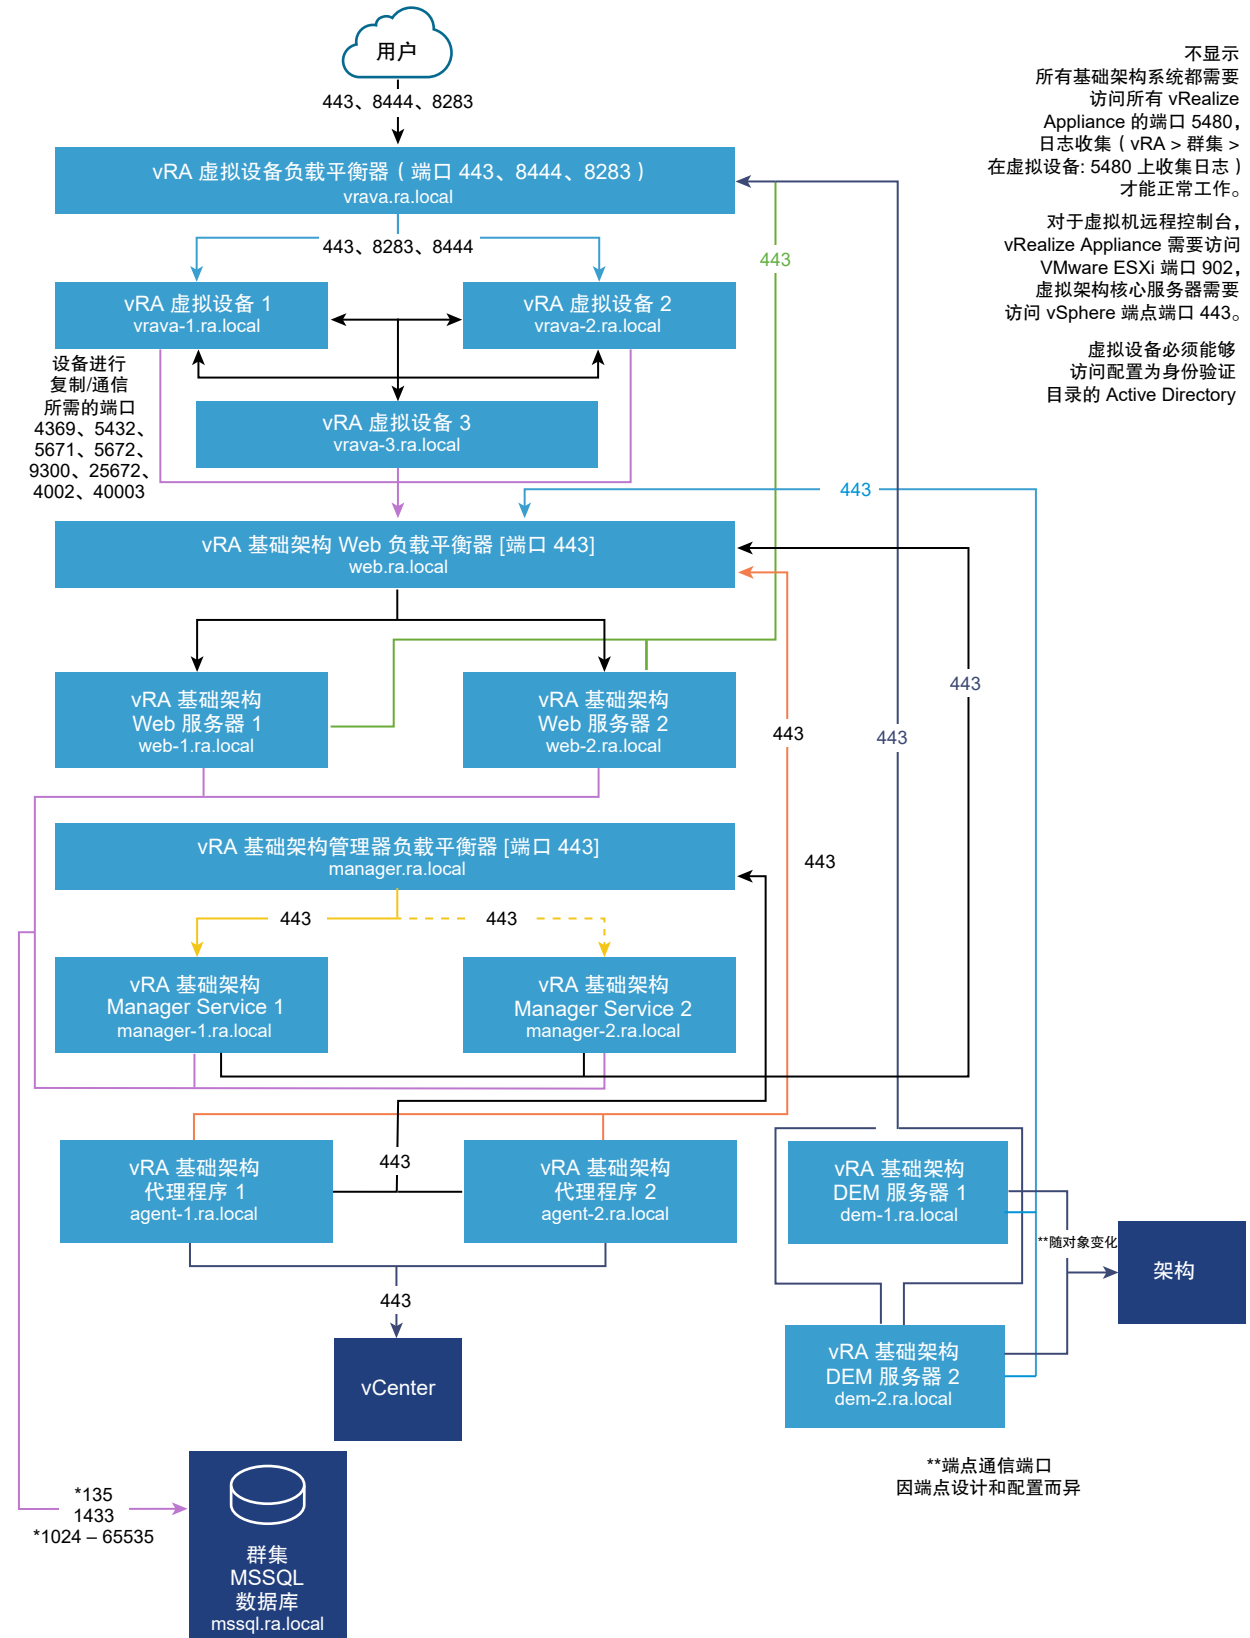 用户
443、8444、8283
vRA 虚拟设备负载平衡器（端口 443、8444、8283）
vrava.ra.local
443、8283、8444
vRA 虚拟设备 1
vrava-1.ra.local
vRA 虚拟设备 2
vrava-2.ra.local
设备进行
复制/通信
所需的端口
4369、5432、
5671、5672、
9300、25672、
4002、40003
vRA 虚拟设备 3
vrava-3.ra.local
不显示
所有基础架构系统都需要
访问所有 vRealize
Appliance 的端口 5480，
日志收集（vRA > 群集 >
在虚拟设备: 5480 上收集日志）
才能正常工作。
对于虚拟机远程控制台，
vRealize Appliance 需要访问
VMware ESXi 端口 902，
虚拟架构核心服务器需要
访问 vSphere 端点端口 443。
虚拟设备必须能够
访问配置为身份验证
目录的 Active Directory
443
443
vRA 基础架构 Web 负载平衡器 [端口 443]
web.ra.local
vRA 基础架构
Web 服务器 1
web-1.ra.local
vRA 基础架构
Web 服务器 2
web-2.ra.local
443
443
443
vRA 基础架构管理器负载平衡器 [端口 443]
manager.ra.local
443
443
443
vRA 基础架构
Manager Service 1
manager-1.ra.local
vRA 基础架构
Manager Service 2
manager-2.ra.local
vRA 基础架构
代理程序 1
agent-1.ra.local
443
vRA 基础架构
代理程序 2
agent-2.ra.local
vRA 基础架构
DEM 服务器 1
dem-1.ra.local
**随对象变化
架构
443
vCenter
vRA 基础架构
DEM 服务器 2
dem-2.ra.local
**端点通信端口
因端点设计和配置而异
*135
1433
*1024 – 65535
群集
MSSQL
数据库
mssql.ra.local